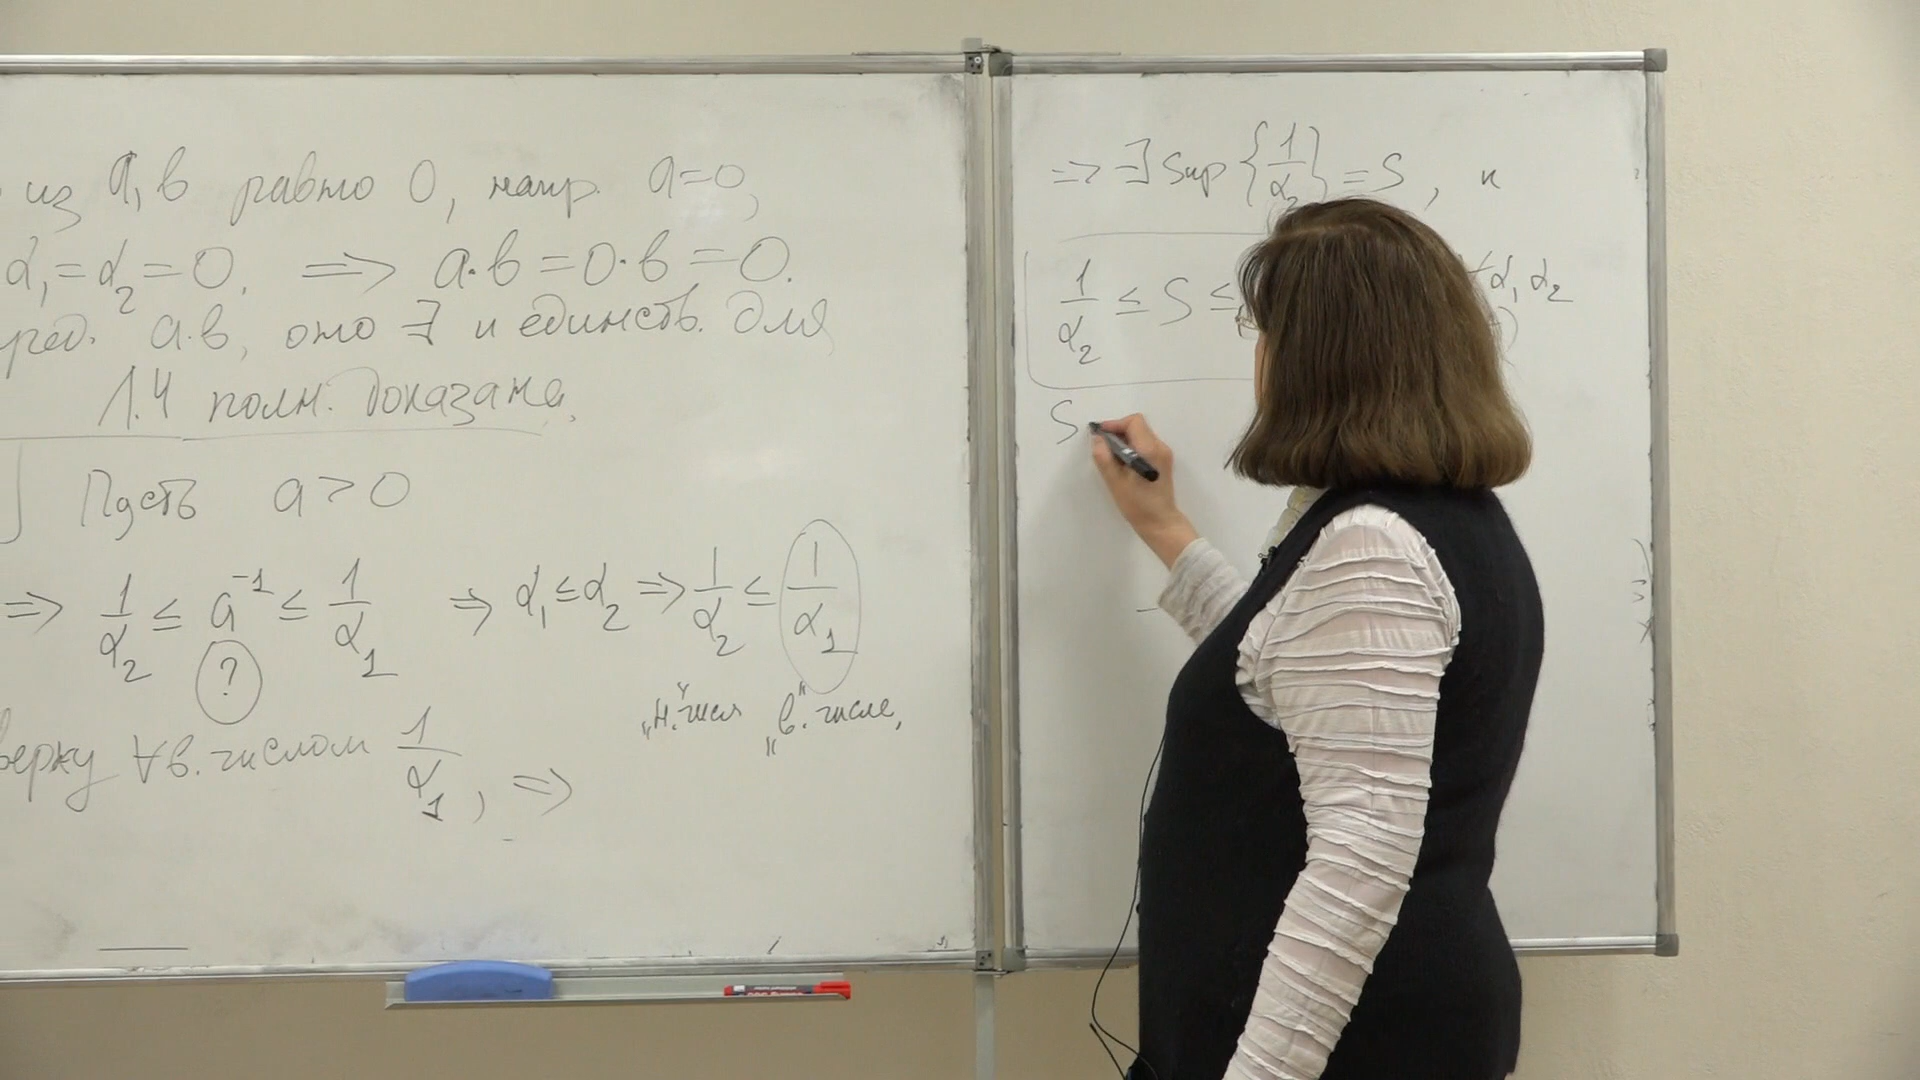 из a, b равно 0, напр. a=0,
α₁=α₂=0. => a·b=0·b=0.
ред. a·b, оно ∃ и единств. для
1.4 полн. доказана.
Пусть a>0
=> 1/α₂ ≤ a⁻¹ ≤ 1/α₁ => α₁≤α₂ => 1/α₂ ≤ 1/α₁
?
"н. числа" "в. числе",
верху ∀ в. числом 1/α₁, =>
=> ∃ Sup {1/α₂} = S, и
1/α₂ ≤ S ≤ ∀ α₁, α₂
S